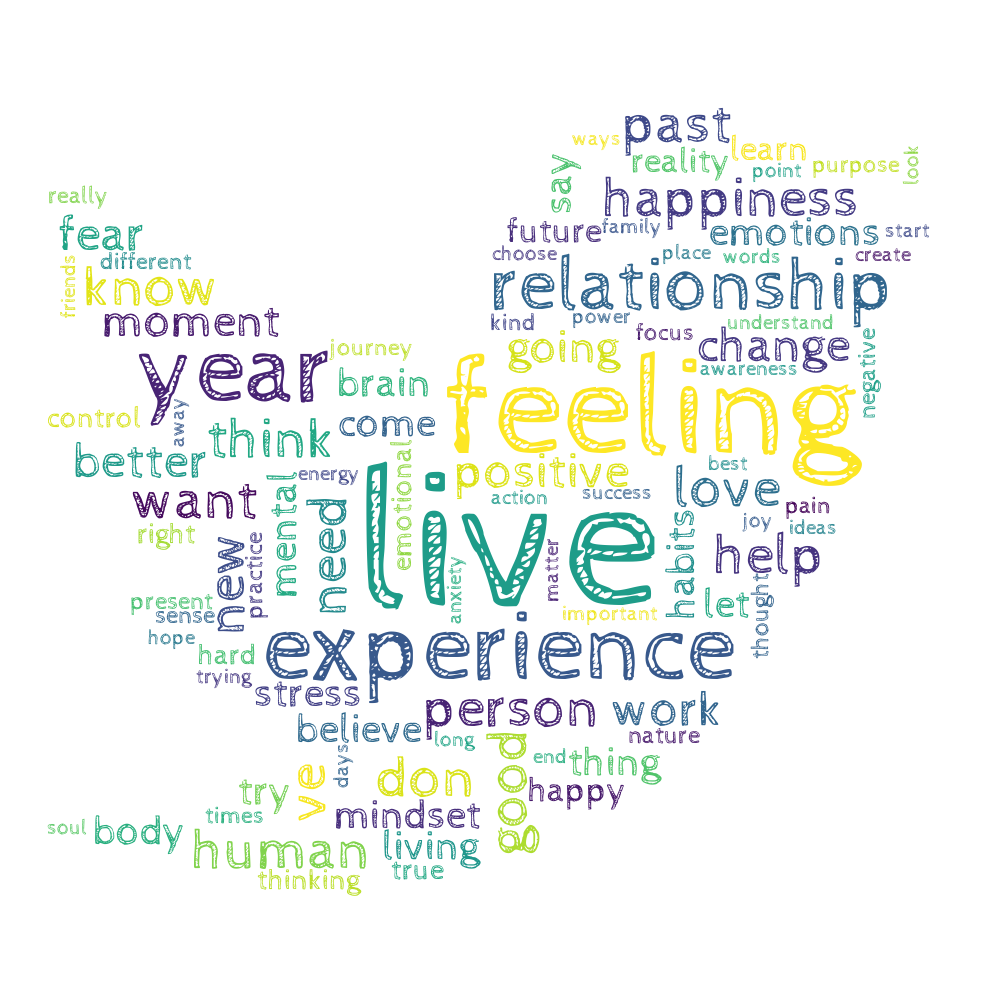 past
ways
learn
look
reality
point
purpose
say
happiness
really
fear
future
family
emotions
start
different
choose
place
words
create
friends
know
relationship
moment
kind
power
focus
understand
change
negative
year
journey
going
awareness
brain
feeling
control
away
think
come
better
emotional
positive
best
energy
live
action
success
love
want
mental
need
pain
right
joy
ideas
new
practice
matter
habits
help
anxiety
present
sense
important
let
thought
hope
experience
hard
trying
stress
person
work
believe
long
nature
days
good
end
thing
ve
don
try
happy
times
mindset
soul
body
human
living
true
thinking